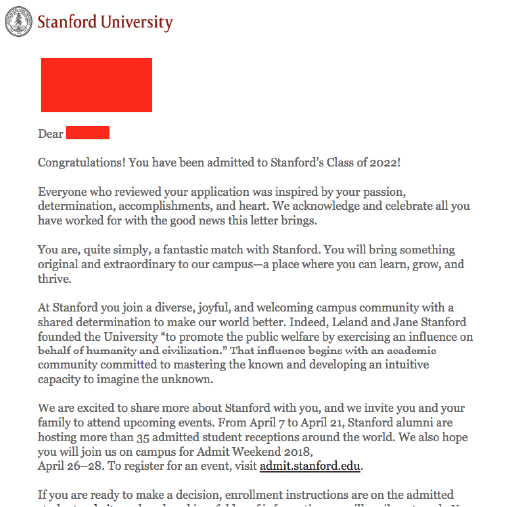 Stanford University
Dear
Congratulations! You have been admitted to Stanford's Class of 2022!
Everyone who reviewed your application was inspired by your passion,
determination, accomplishments, and heart. We acknowledge and celebrate all you
have worked for with the good news this letter brings.
You are, quite simply, a fantastic match with Stanford. You will bring something
original and extraordinary to our campus—a place where you can learn, grow, and
thrive.
At Stanford you join a diverse, joyful, and welcoming campus community with a
shared determination to make our world better. Indeed, Leland and Jane Stanford
founded the University “to promote the public welfare by exercising an influence on
behalf of humanity and civilization.” That influence begins with an academic
community committed to mastering the known and developing an intuitive
capacity to imagine the unknown.
We are excited to share more about Stanford with you, and we invite you and your
family to attend upcoming events. From April 7 to April 21, Stanford alumni are
hosting more than 35 admitted student receptions around the world. We also hope
you will join us on campus for Admit Weekend 2018,
April 26–28. To register for an event, visit admit.stanford.edu.
If you are ready to make a decision, enrollment instructions are on the admitted